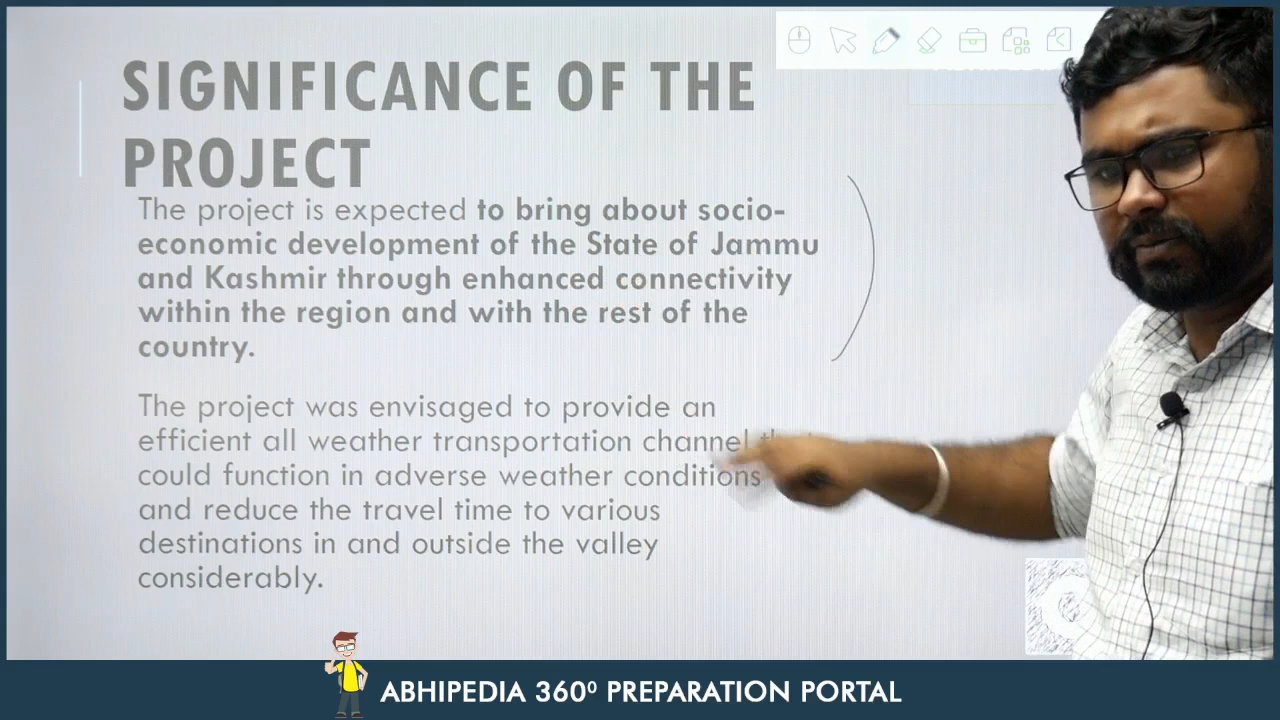 SIGNIFICANCE OF THE
PROJECT
The project is expected to bring about socio-
economic development of the State of Jammu
and Kashmir through enhanced connectivity
within the region and with the rest of the
country.
The project was envisaged to provide an
efficient all weather transportation channel
could function in adverse weather conditions
and reduce the travel time to various
destinations in and outside the valley
considerably.
ABHIPEDIA 360⁰ PREPARATION PORTAL